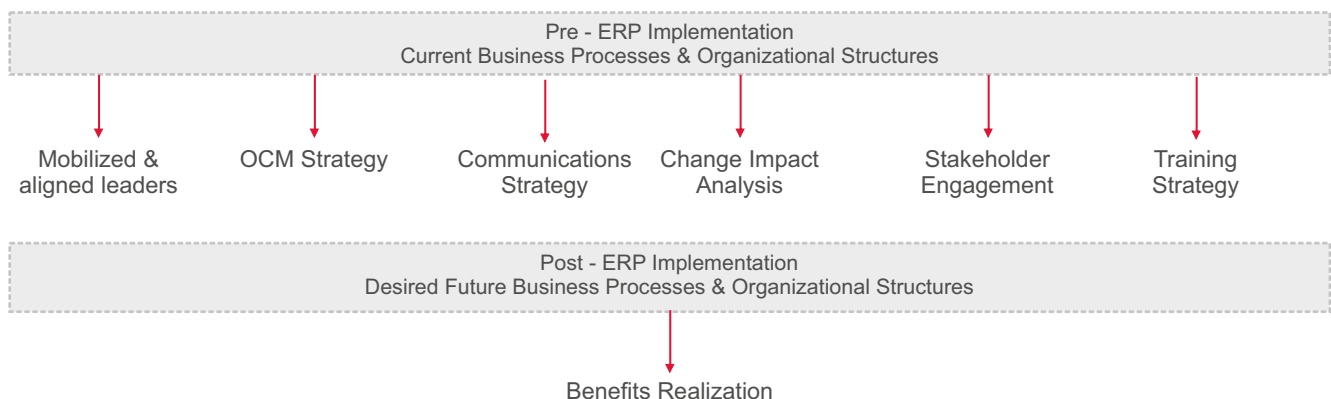 Pre - ERP Implementation
Current Business Processes & Organizational Structures
Mobilized &
aligned leaders
OCM Strategy
Communications
Strategy
Change Impact
Analysis
Stakeholder
Engagement
Training
Strategy
Post - ERP Implementation
Desired Future Business Processes & Organizational Structures
Benefits Realization